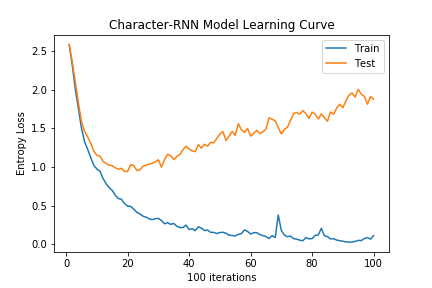 Character-RNN Model Learning Curve
Train
Test
Entropy Loss
2.5
2.0
1.5
1.0
0.5
0.0
0 20 40 60 80 100
100 iterations